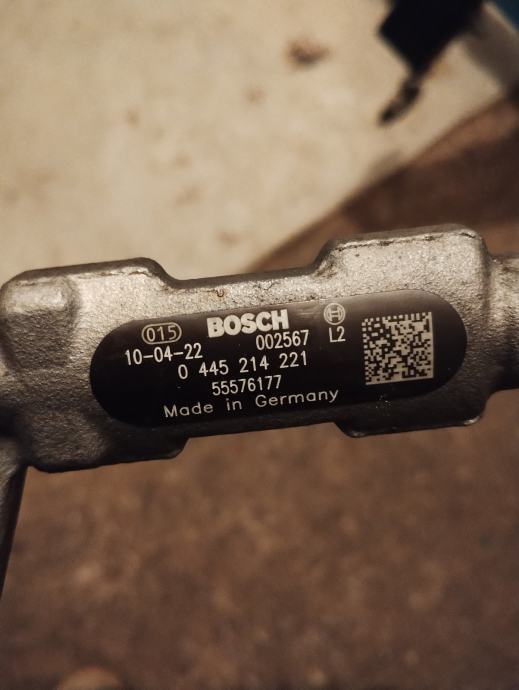 015 BOSCH
10-04-22 002567 L2
0 445 214 221
55576177
Made in Germany